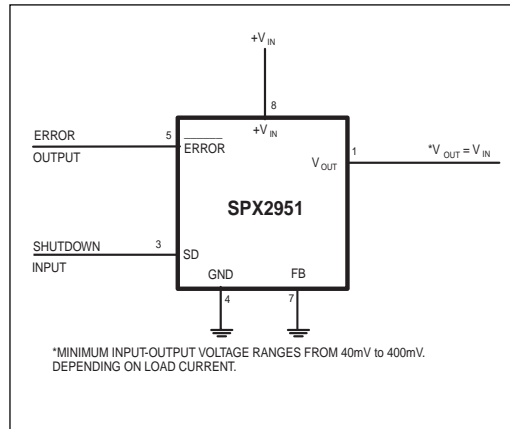 +V IN
8
+V IN
5
ERROR
OUTPUT
ERROR
V OUT
1
*V OUT = V IN
SPX2951
SHUTDOWN
INPUT
3
SD
GND
FB
4
7
*MINIMUM INPUT-OUTPUT VOLTAGE RANGES FROM 40mV to 400mV.
DEPENDING ON LOAD CURRENT.